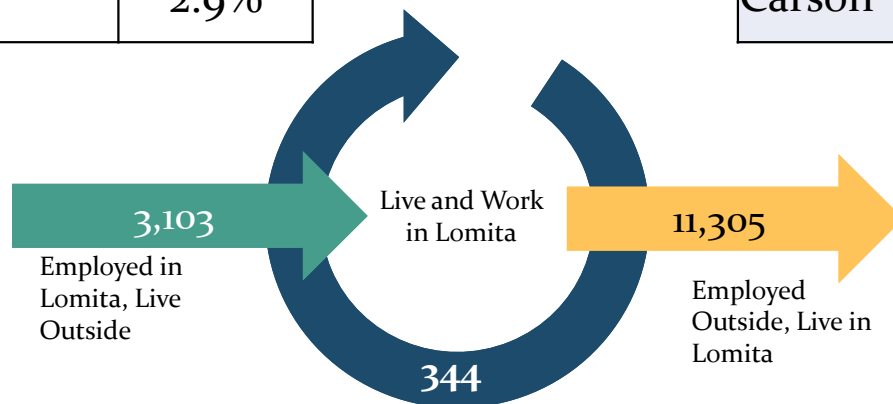 2.9%
Carson
3,103
Live and Work
in Lomita
11,305
Employed in
Lomita, Live
Outside
Employed
Outside, Live in
Lomita
344